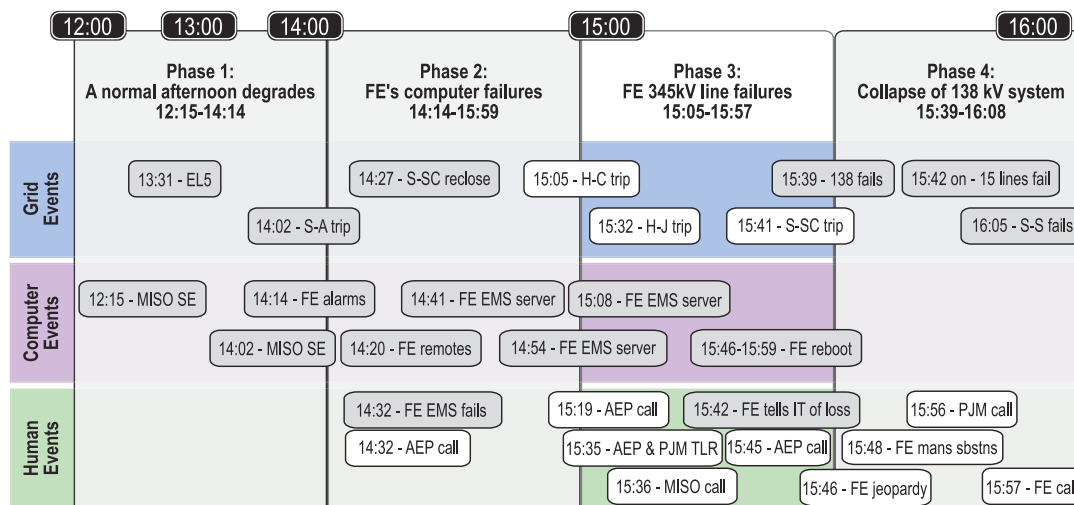 12:00
13:00
14:00
15:00
16:00
Phase 1:
A normal afternoon degrades
12:15-14:14
Phase 2:
FE's computer failures
14:14-15:59
Phase 3:
FE 345kV line failures
15:05-15:57
Phase 4:
Collapse of 138 kV system
15:39-16:08
Grid
Events
13:31 - EL5
14:27 - S-SC reclose
15:05 - H-C trip
15:39 - 138 fails
15:42 on - 15 lines fail
14:02 - S-A trip
15:32 - H-J trip
15:41 - S-SC trip
16:05 - S-S fails
Computer
Events
12:15 - MISO SE
14:14 - FE alarms
14:41 - FE EMS server
15:08 - FE EMS server
14:02 - MISO SE
14:20 - FE remotes
14:54 - FE EMS server
15:46-15:59 - FE reboot
Human
Events
14:32 - FE EMS fails
15:19 - AEP call
15:42 - FE tells IT of loss
15:56 - PJM call
14:32 - AEP call
15:35 - AEP & PJM TLR
15:45 - AEP call
15:48 - FE mans sbstns
15:36 - MISO call
15:46 - FE jeopardy
15:57 - FE cal